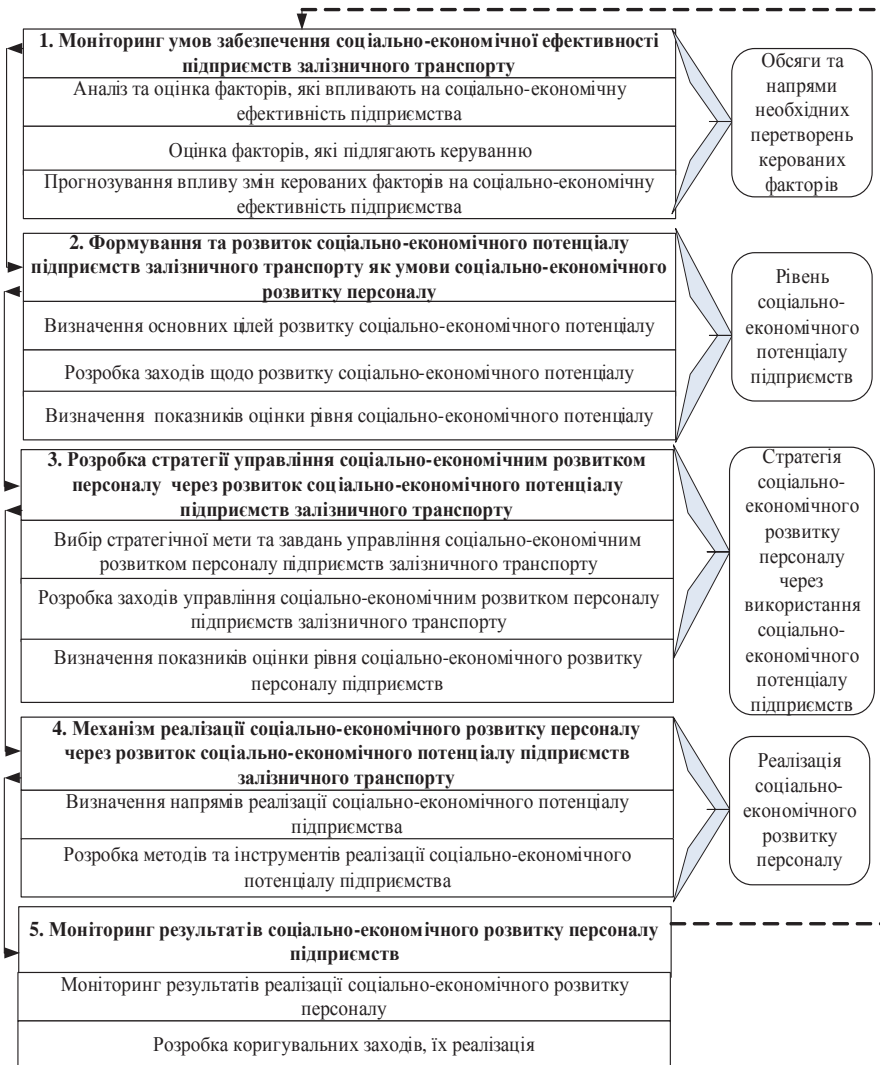 1. Моніторинг умов забезпечення соціально-економічної ефективності
підприємств залізничного транспорту
Аналіз та оцінка факторів, які впливають на соціально-економічну
ефективність підприємства
Оцінка факторів, які підлягають керуванню
Прогнозування впливу змін керованих факторів на соціально-економічну
ефективність підприємства
Обсяги та
напрями
необхідних
перетворень
керованих
факторів
2. Формування та розвиток соціально-економічного потенціалу
підприємств залізничного транспорту як умови соціально-економічного
розвитку персоналу
Визначення основних цілей розвитку соціально-економічного потенціалу
Розробка заходів щодо розвитку соціально-економічного потенціалу
Визначення показників оцінки рівня соціально-економічного потенціалу
Рівень
соціально-
економічного
потенціалу
підприємств
3. Розробка стратегії управління соціально-економічним розвитком
персоналу через розвиток соціально-економічного потенціалу
підприємств залізничного транспорту
Вибір стратегічної мети та завдань управління соціально-економічним
розвитком персоналу підприємств залізничного транспорту
Розробка заходів управління соціально-економічним розвитком персоналу
підприємств залізничного транспорту
Визначення показників оцінки рівня соціально-економічного розвитку
персоналу підприємств
Стратегія
соціально-
економічного
розвитку
персоналу
через
використання
соціально-
економічного
потенціалу
підприємств
4. Механізм реалізації соціально-економічного розвитку персоналу
через розвиток соціально-економічного потенціалу підприємств
залізничного транспорту
Визначення напрямів реалізації соціально-економічного потенціалу
підприємства
Розробка методів та інструментів реалізації соціально-економічного
потенціалу підприємства
Реалізація
соціально-
економічного
розвитку
персоналу
5. Моніторинг результатів соціально-економічного розвитку персоналу
підприємств
Моніторинг результатів реалізації соціально-економічного розвитку
персоналу
Розробка коригувальних заходів, їх реалізація